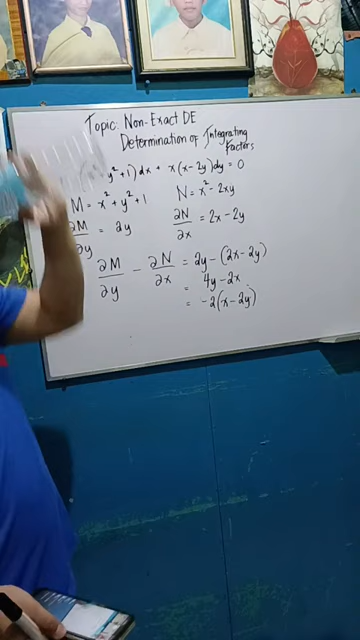 Topic: Non-Exact DE
Determination of Integrating
Factors
y² + 1) dx + x(x - 2y) dy = 0
M = x² + y² + 1 N = x² - 2xy
∂M/∂y = 2y ∂N/∂x = 2x - 2y
∂M/∂y - ∂N/∂x = 2y - (2x - 2y)
= 4y - 2x
= -2(x - 2y)